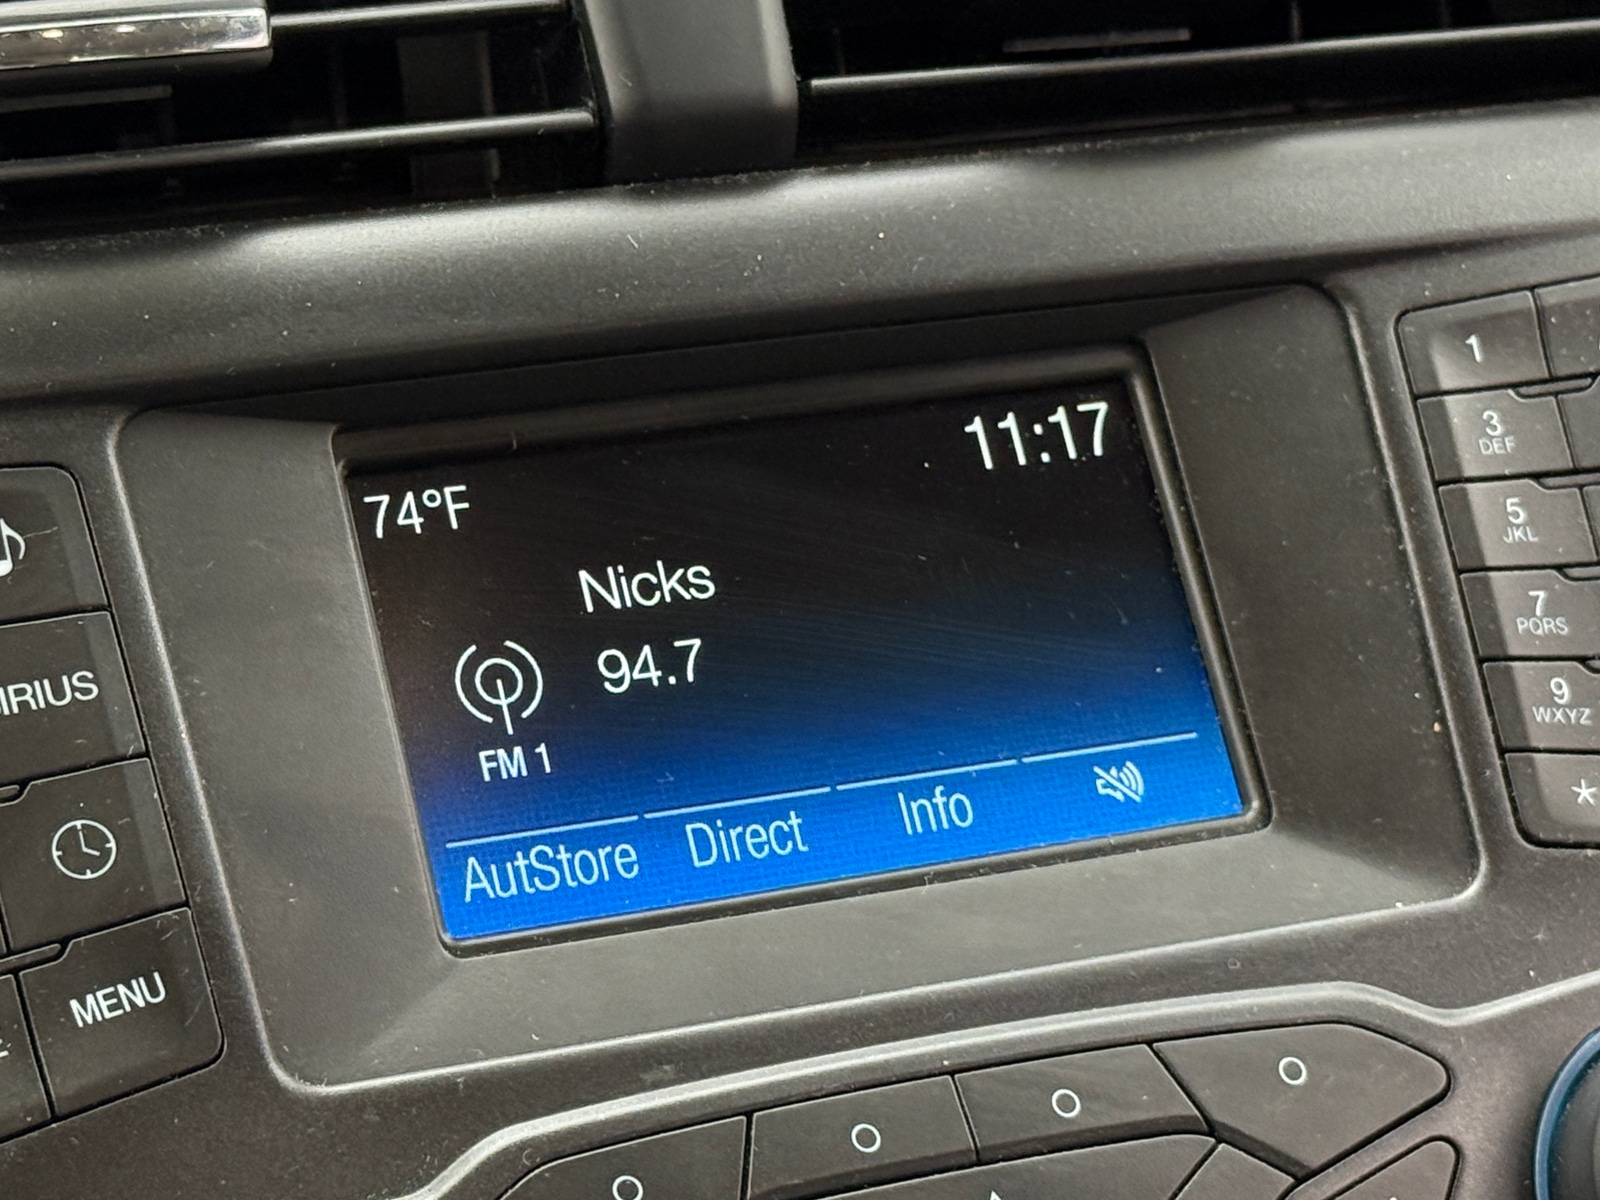 11:17
74°F
Nicks
94.7
FM 1
AutStore
Direct
Info
IRIUS
MENU
1
3
DEF
5
JKL
7
PQRS
9
WXYZ
*